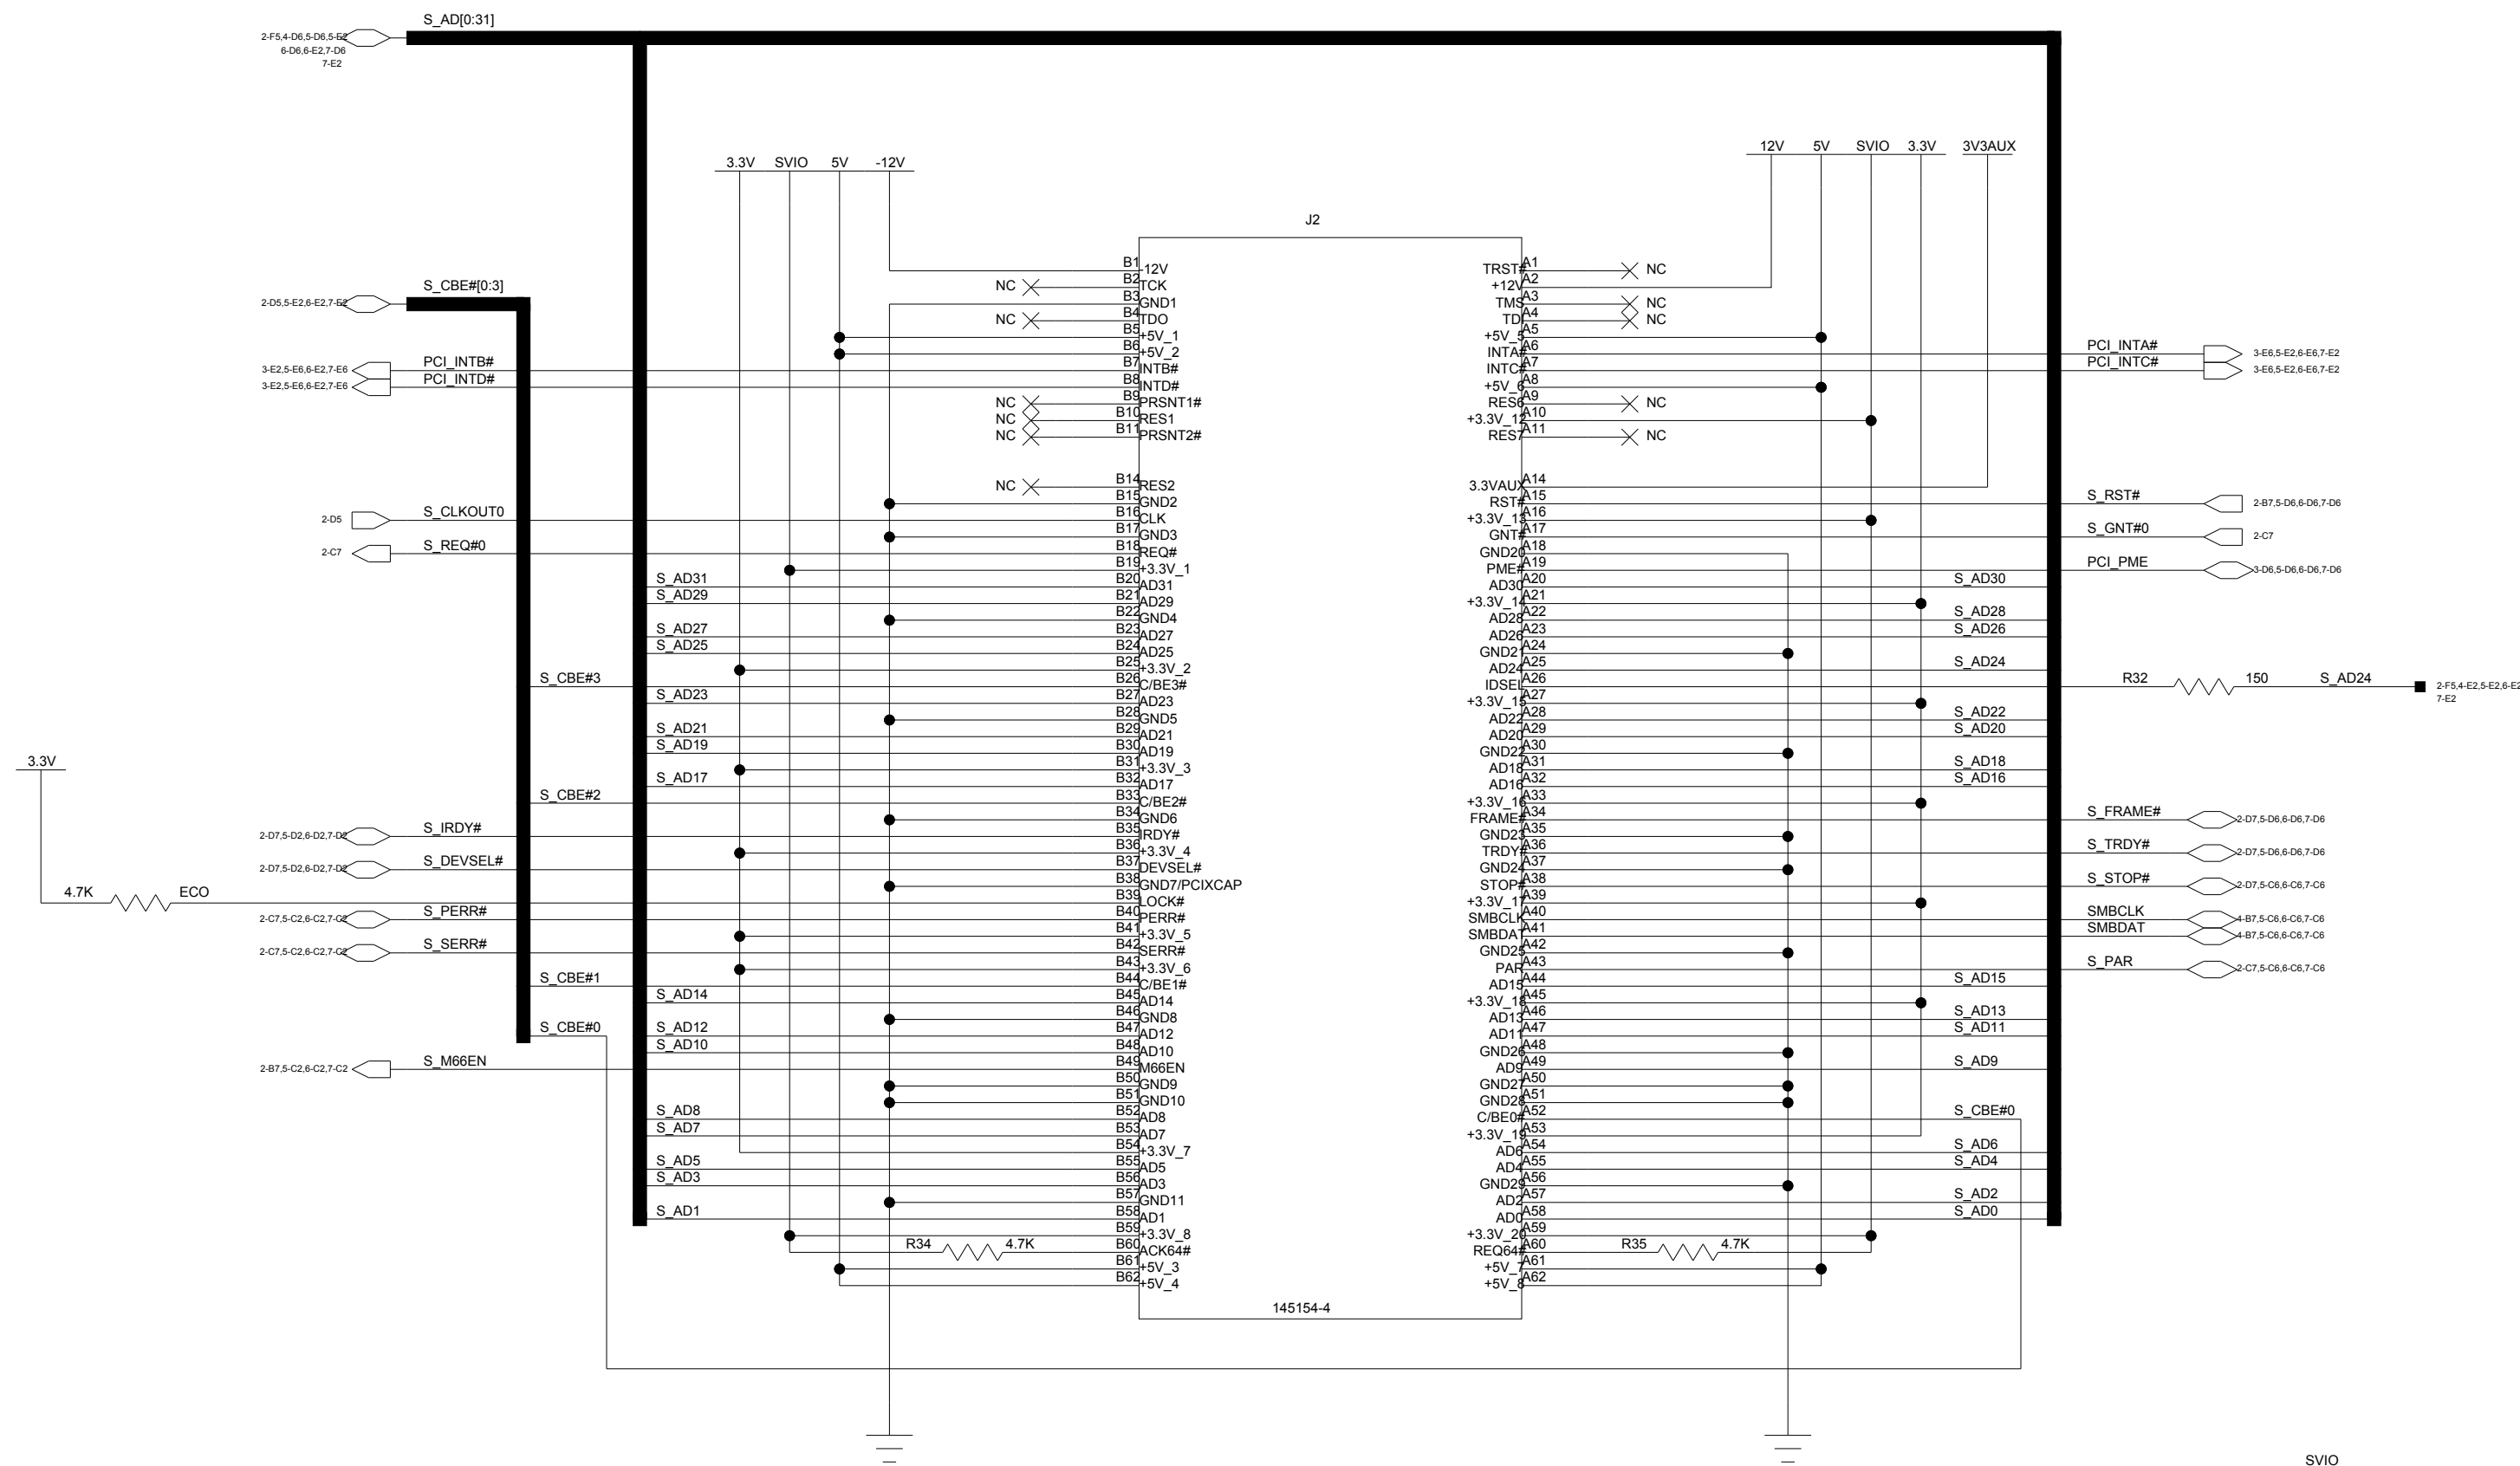 S_AD[0:31]
2-F5,4-D6,5-D6,5-E2
6-D6,6-E2,7-D6
7-E2
3.3V SVIO 5V -12V
12V 5V SVIO 3.3V 3V3AUX
J2
B1 -12V TRST# A1 NC
NC B2 TCK +12V A2
S_CBE#[0:3]
2-D5,5-E2,6-E2,7-E2
B3 GND1 TMS A3 NC
NC B4 TDO TDI A4 NC
B5 +5V_1 +5V_5 A5
B6 +5V_2 INTA# A6 PCI_INTA# 3-E6,5-E2,6-E6,7-E2
3-E2,5-E6,6-E2,7-E6 PCI_INTB# B7 INTB# INTC# A7 PCI_INTC# 3-E6,5-E2,6-E6,7-E2
3-E2,5-E6,6-E2,7-E6 PCI_INTD# B8 INTD# +5V_6 A8
NC B9 PRSNT1# RES6 A9 NC
NC B10 RES1 +3.3V_12 A10
NC B11 PRSNT2# RES7 A11 NC
NC B14 RES2 3.3VAUX A14
B15 GND2 RST# A15 S_RST# 2-B7,5-D6,6-D6,7-D6
2-D5 S_CLKOUT0 B16 CLK +3.3V_13 A16
B17 GND3 GNT# A17 S_GNT#0 2-C7
2-C7 S_REQ#0 B18 REQ# GND20 A18
B19 +3.3V_1 PME# A19 PCI_PME 3-D6,5-D6,6-D6,7-D6
S_AD31 B20 AD31 AD30 A20 S_AD30
S_AD29 B21 AD29 +3.3V_14 A21
B22 GND4 AD28 A22 S_AD28
S_AD27 B23 AD27 AD26 A23 S_AD26
S_AD25 B24 AD25 GND21 A24
B25 +3.3V_2 AD24 A25 S_AD24
S_CBE#3 B26 C/BE3# IDSEL A26 R32 150 S_AD24 2-F5,4-E2,5-E2,6-E2
7-E2
S_AD23 B27 AD23 +3.3V_15 A27
B28 GND5 AD22 A28 S_AD22
S_AD21 B29 AD21 AD20 A29 S_AD20
S_AD19 B30 AD19 GND22 A30
3.3V
B31 +3.3V_3 AD18 A31 S_AD18
S_AD17 B32 AD17 AD16 A32 S_AD16
S_CBE#2 B33 C/BE2# +3.3V_16 A33
B34 GND6 FRAME# A34 S_FRAME# 2-D7,5-D6,6-D6,7-D6
2-D7,5-D2,6-D2,7-D2 S_IRDY# B35 IRDY# GND23 A35
B36 +3.3V_4 TRDY# A36 S_TRDY# 2-D7,5-D6,6-D6,7-D6
2-D7,5-D2,6-D2,7-D2 S_DEVSEL# B37 DEVSEL# GND24 A37
B38 GND7/PCIXCAP STOP# A38 S_STOP# 2-D7,5-C6,6-C6,7-C6
4.7K ECO B39 LOCK# +3.3V_17 A39
2-C7,5-C2,6-C2,7-C2 S_PERR# B40 PERR# SMBCLK A40 SMBCLK 4-B7,5-C6,6-C6,7-C6
B41 +3.3V_5 SMBDAT A41 SMBDAT 4-B7,5-C6,6-C6,7-C6
2-C7,5-C2,6-C2,7-C2 S_SERR# B42 SERR# GND25 A42
B43 +3.3V_6 PAR A43 S_PAR 2-C7,5-C6,6-C6,7-C6
S_CBE#1 B44 C/BE1# AD15 A44 S_AD15
S_AD14 B45 AD14 +3.3V_18 A45
B46 GND8 AD13 A46 S_AD13
S_CBE#0 S_AD12 B47 AD12 AD11 A47 S_AD11
S_AD10 B48 AD10 GND26 A48
2-B7,5-C2,6-C2,7-C2 S_M66EN B49 M66EN AD9 A49 S_AD9
B50 GND9 GND27 A50
B51 GND10 GND28 A51
S_AD8 B52 AD8 C/BE0# A52 S_CBE#0
S_AD7 B53 AD7 +3.3V_19 A53
B54 +3.3V_7 AD6 A54 S_AD6
S_AD5 B55 AD5 AD4 A55 S_AD4
S_AD3 B56 AD3 GND29 A56
B57 GND11 AD2 A57 S_AD2
S_AD1 B58 AD1 AD0 A58 S_AD0
B59 +3.3V_8 +3.3V_20 A59
R34 4.7K B60 ACK64# REQ64# A60 R35 4.7K
B61 +5V_3 +5V_7 A61
B62 +5V_4 +5V_8 A62
145154-4
SVIO